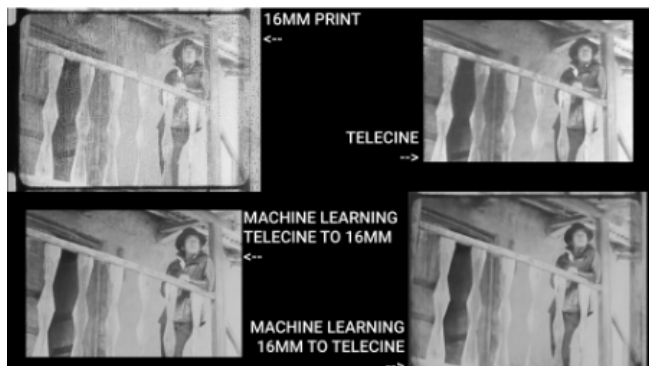 16MM PRINT
<--
TELECINE
-->
MACHINE LEARNING
TELECINE TO 16MM
<--
MACHINE LEARNING
16MM TO TELECINE
-->